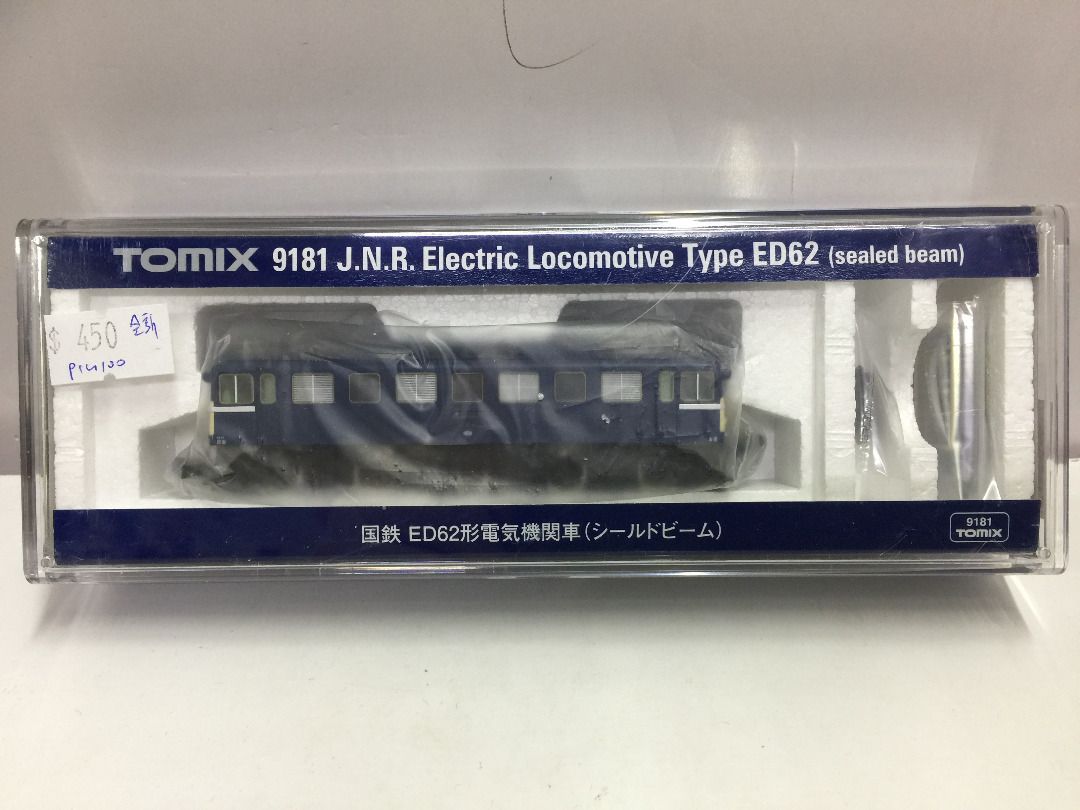 TOMIX 9181 J.N.R. Electric Locomotive Type ED62 (sealed beam)
$ 450 全新
国鉄 ED62形電気機関車(シールドビーム)
9181
TOMIX